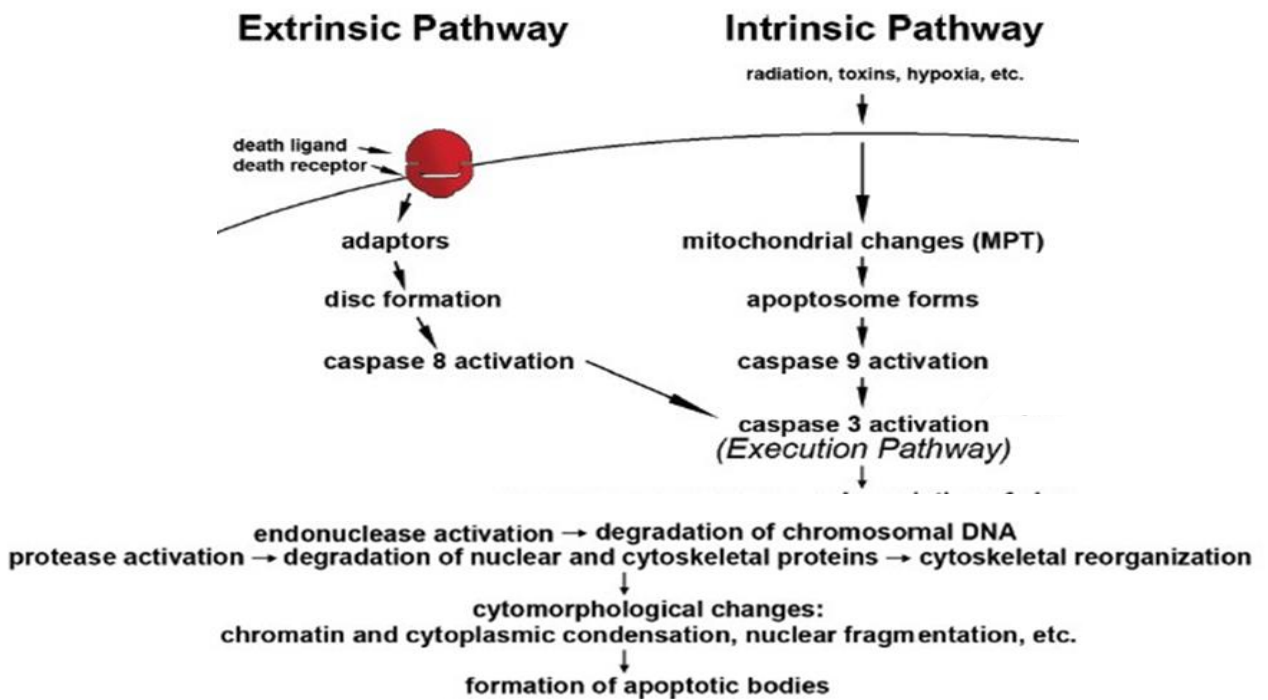 Extrinsic Pathway
Intrinsic Pathway
radiation, toxins, hypoxia, etc.
death ligand
death receptor
adaptors
mitochondrial changes (MPT)
disc formation
apoptosome forms
caspase 8 activation
caspase 9 activation
caspase 3 activation
(Execution Pathway)
endonuclease activation → degradation of chromosomal DNA
protease activation → degradation of nuclear and cytoskeletal proteins → cytoskeletal reorganization
cytomorphological changes:
chromatin and cytoplasmic condensation, nuclear fragmentation, etc.
formation of apoptotic bodies